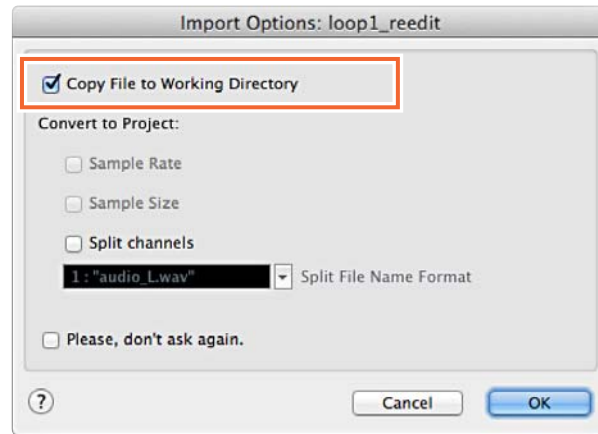 Import Options: loop1_reedit
Copy File to Working Directory
Convert to Project:
Sample Rate
Sample Size
Split channels
1 : "audio_L.wav" Split File Name Format
Please, don't ask again.
? Cancel OK